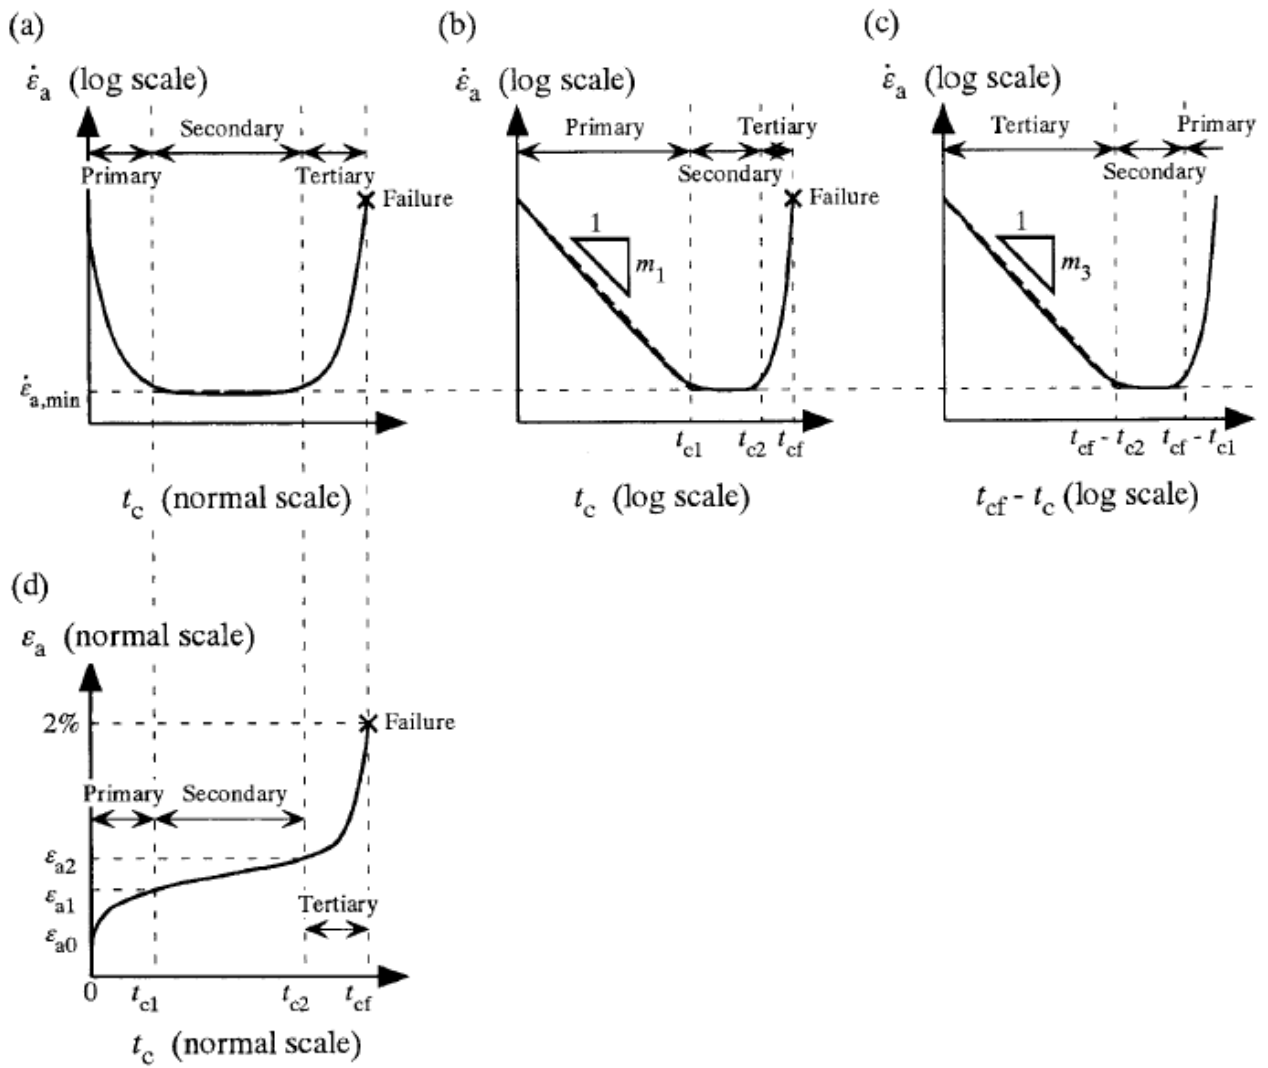 (a)
ε̇a (log scale)
Secondary
Primary
Tertiary
Failure
ε̇a,min
tc (normal scale)
(b)
ε̇a (log scale)
Primary
Tertiary
Secondary
Failure
1
m1
tc1 tc2 tcf
tc (log scale)
(c)
ε̇a (log scale)
Tertiary
Primary
Secondary
1
m3
tcf - tc2 tcf - tc1
tcf - tc (log scale)
(d)
εa (normal scale)
2%
Failure
Primary Secondary
εa2
εa1
Tertiary
εa0
0 tc1 tc2 tcf
tc (normal scale)